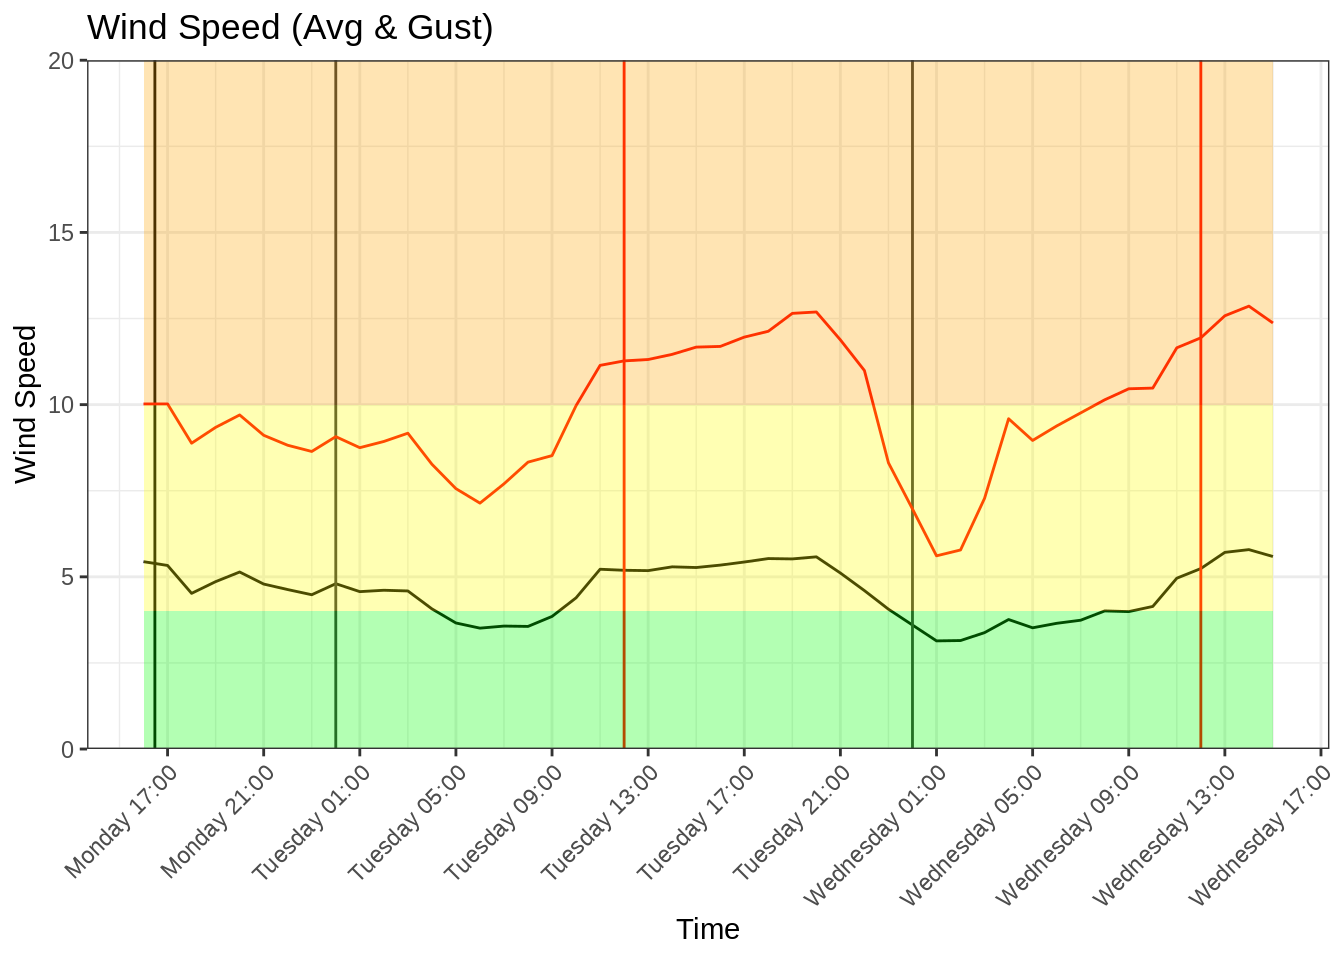 Wind Speed (Avg & Gust)
20
15
10
5
0
Wind Speed
Monday 17:00
Monday 21:00
Tuesday 01:00
Tuesday 05:00
Tuesday 09:00
Tuesday 13:00
Tuesday 17:00
Tuesday 21:00
Wednesday 01:00
Wednesday 05:00
Wednesday 09:00
Wednesday 13:00
Wednesday 17:00
Time